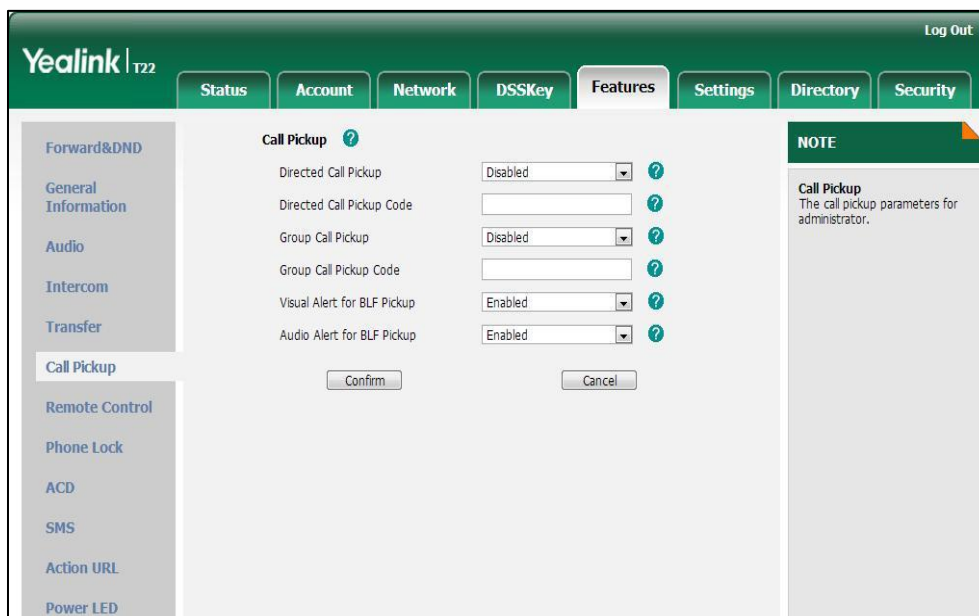 Log Out
Yealink T22
Status Account Network DSSKey Features Settings Directory Security
Forward&DND
General
Information
Audio
Intercom
Transfer
Call Pickup
Remote Control
Phone Lock
ACD
SMS
Action URL
Power LED
Call Pickup ?
Directed Call Pickup Disabled ?
Directed Call Pickup Code ?
Group Call Pickup Disabled ?
Group Call Pickup Code ?
Visual Alert for BLF Pickup Enabled ?
Audio Alert for BLF Pickup Enabled ?
Confirm Cancel
NOTE
Call Pickup
The call pickup parameters for
administrator.